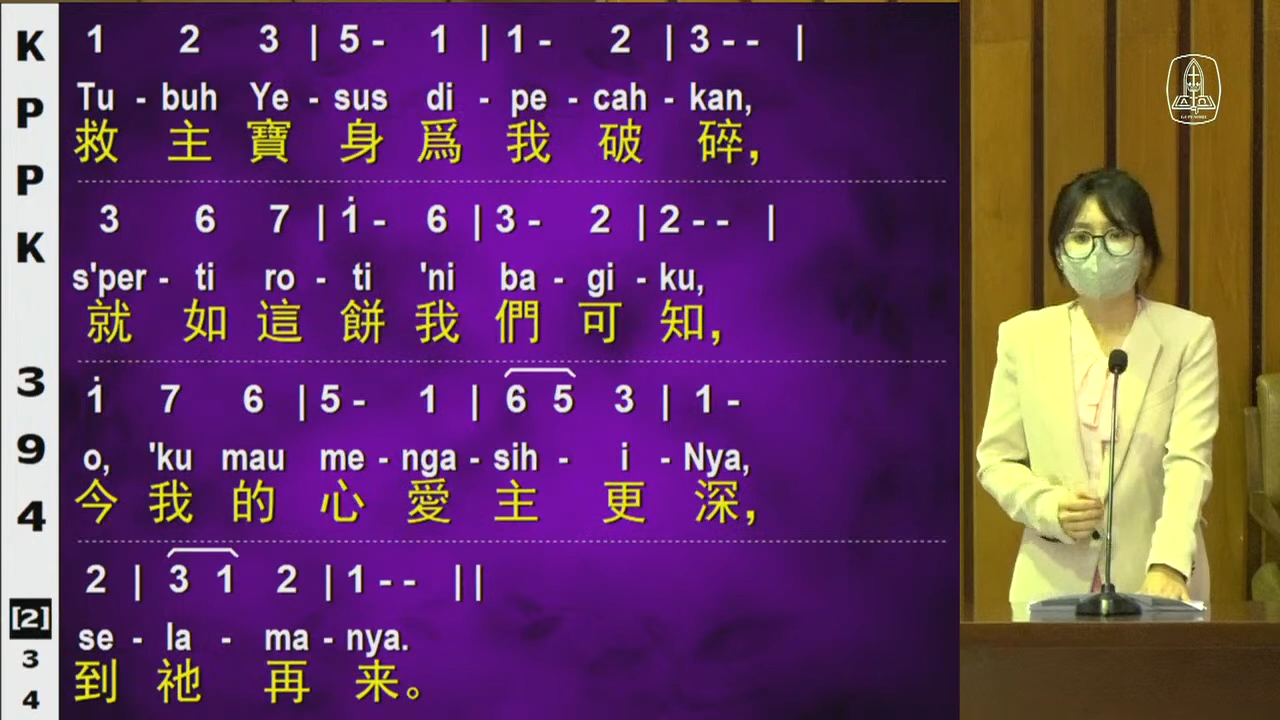 K
P
P
K
3
9
4
[2]
3
4
1 2 3 | 5 - 1 | 1 - 2 | 3 - - |
Tu - buh Ye - sus di - pe - cah - kan,
救 主 寶 身 爲 我 破 碎,
3 6 7 | i̇ - 6 | 3 - 2 | 2 - - |
s'per - ti ro - ti 'ni ba - gi - ku,
就 如 這 餅 我 們 可 知,
i̇ 7 6 | 5 - 1 | 6 5 3 | 1 -
o, 'ku mau me - nga - sih - i - Nya,
今 我 的 心 愛 主 更 深,
2 | 3 1 2 | 1 - - | |
se - la - ma - nya.
到 祂 再 来。